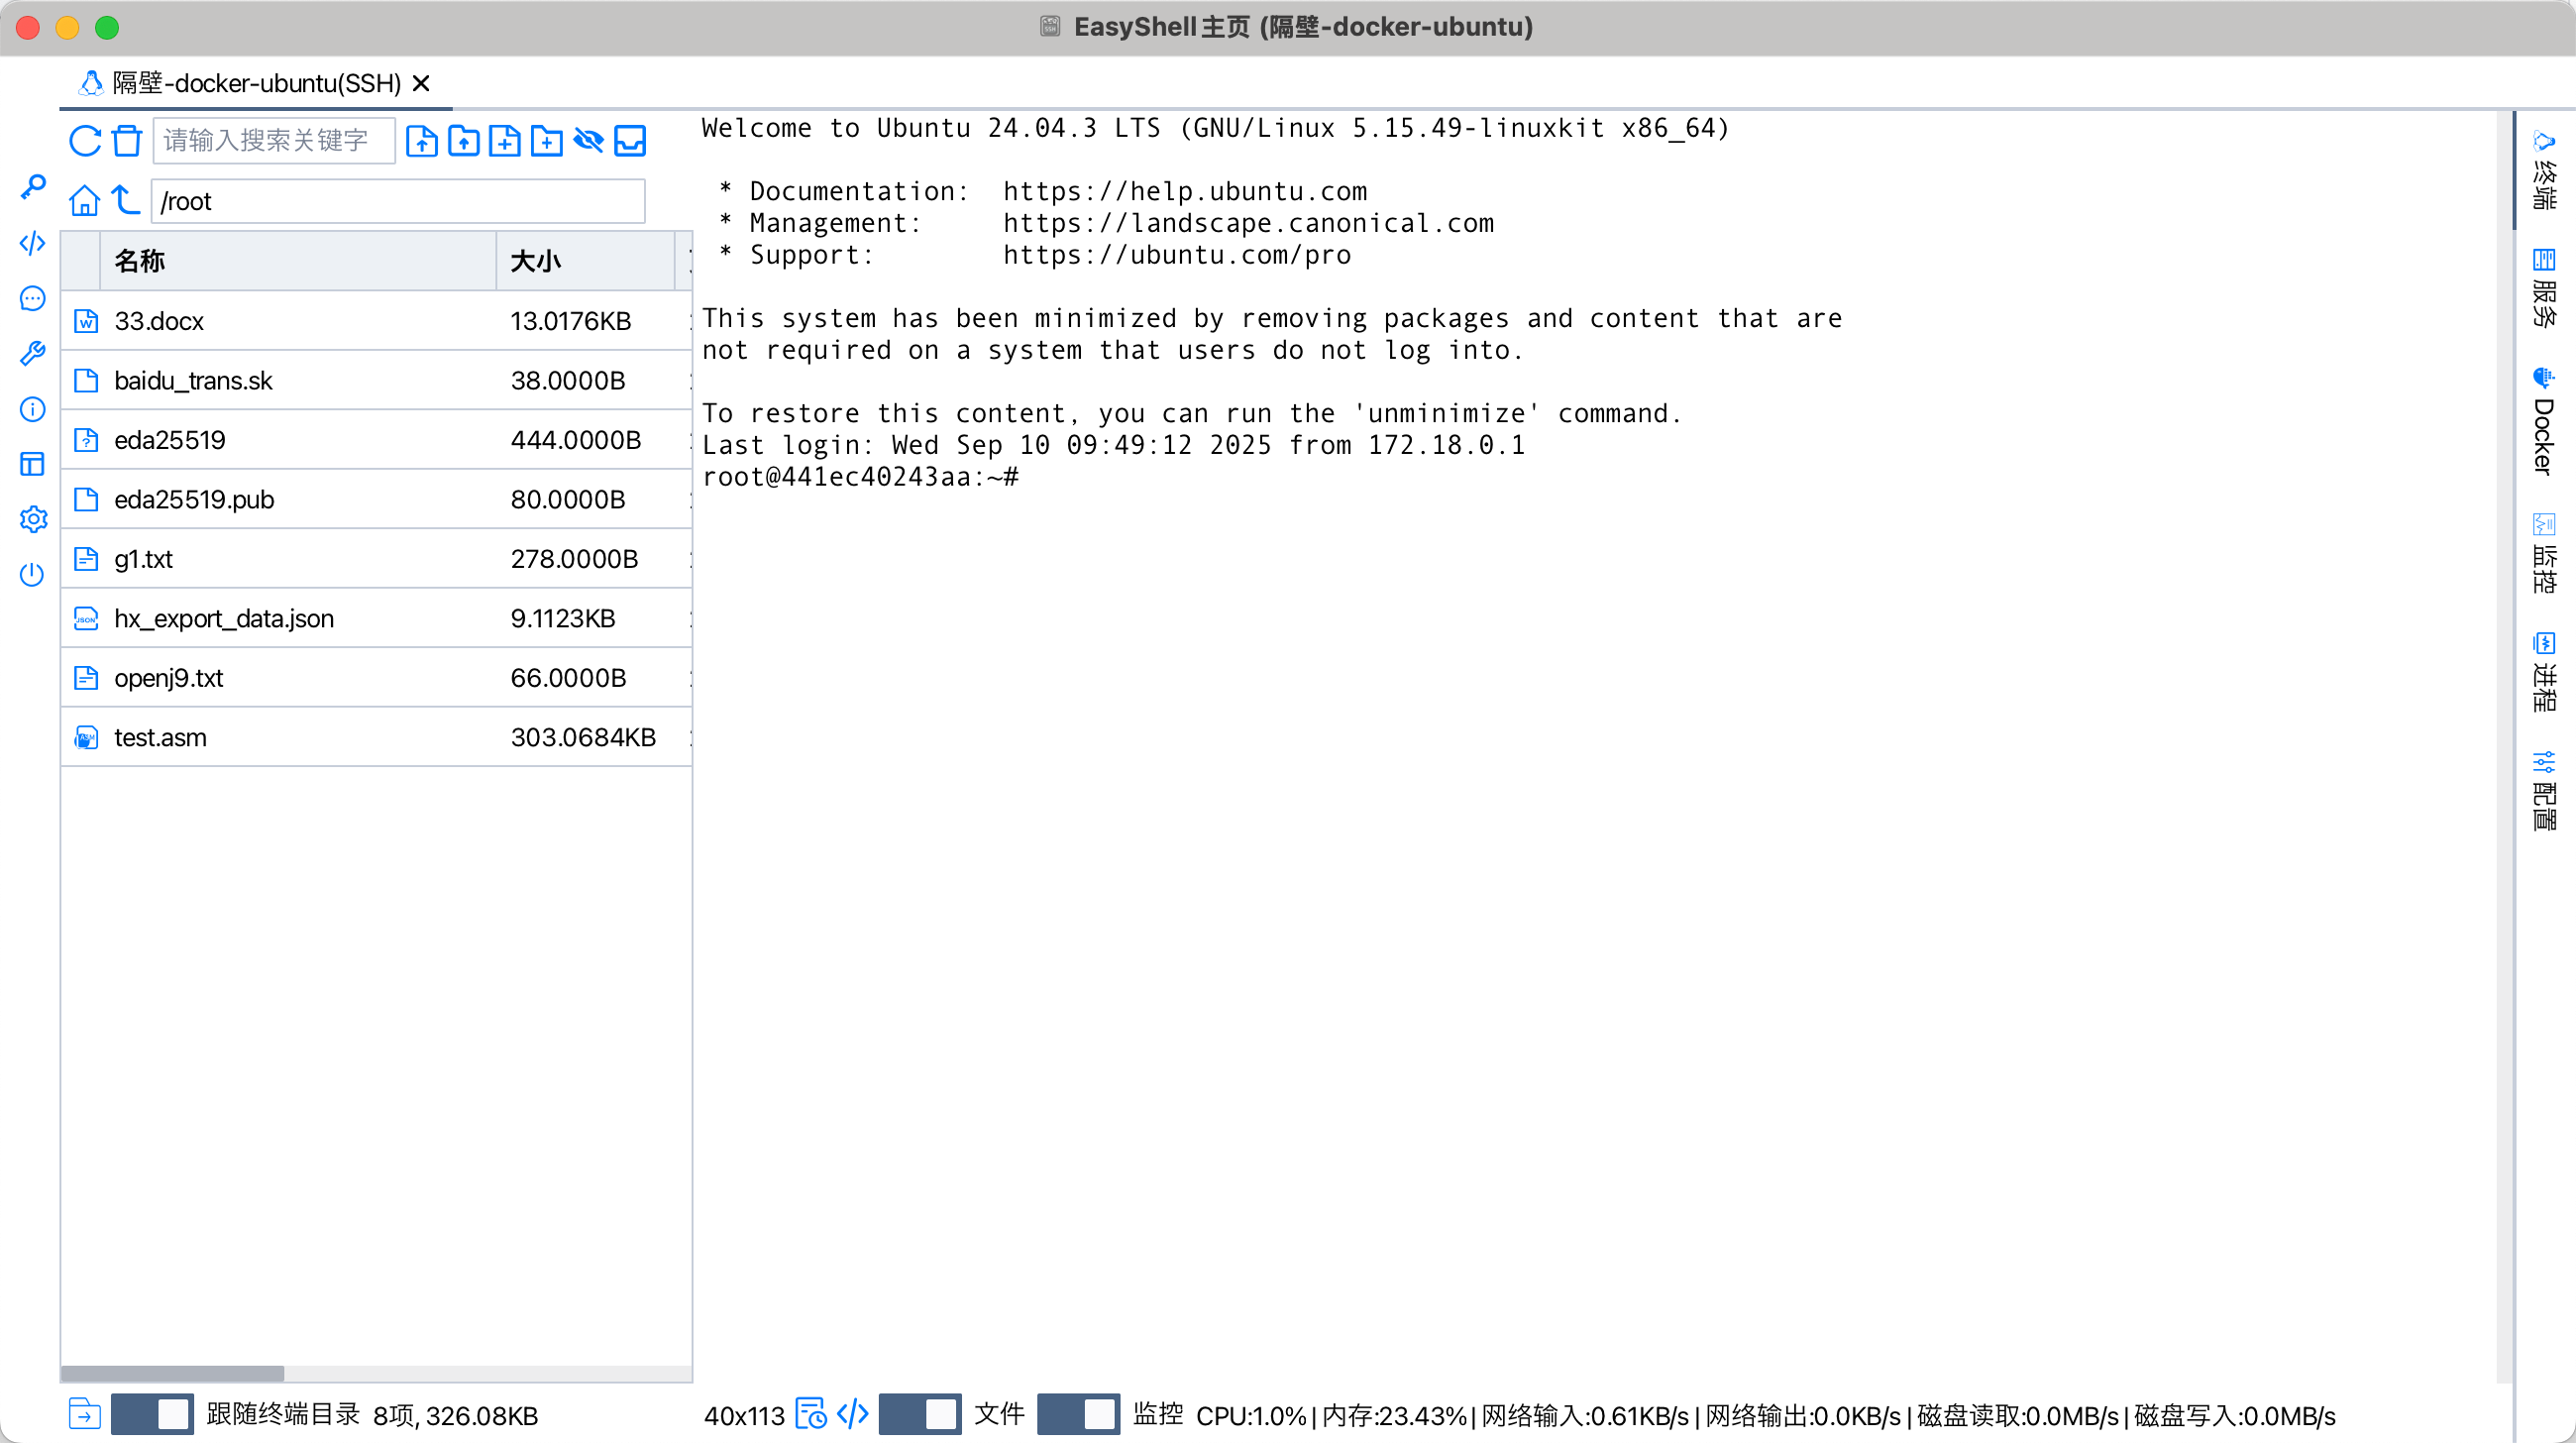 EasyShell主页 (隔壁-docker-ubuntu)
隔壁-docker-ubuntu(SSH)
请输入搜索关键字
/root
名称 大小
33.docx 13.0176KB
baidu_trans.sk 38.0000B
eda25519 444.0000B
eda25519.pub 80.0000B
g1.txt 278.0000B
hx_export_data.json 9.1123KB
openj9.txt 66.0000B
test.asm 303.0684KB
跟随终端目录 8项, 326.08KB
Welcome to Ubuntu 24.04.3 LTS (GNU/Linux 5.15.49-linuxkit x86_64)
* Documentation: https://help.ubuntu.com
* Management: https://landscape.canonical.com
* Support: https://ubuntu.com/pro
This system has been minimized by removing packages and content that are
not required on a system that users do not log into.
To restore this content, you can run the 'unminimize' command.
Last login: Wed Sep 10 09:49:12 2025 from 172.18.0.1
root@441ec40243aa:~#
40x113 文件 监控 CPU:1.0% | 内存:23.43% | 网络输入:0.61KB/s | 网络输出:0.0KB/s | 磁盘读取:0.0MB/s | 磁盘写入:0.0MB/s
终端
服务
Docker
监控
进程
配置